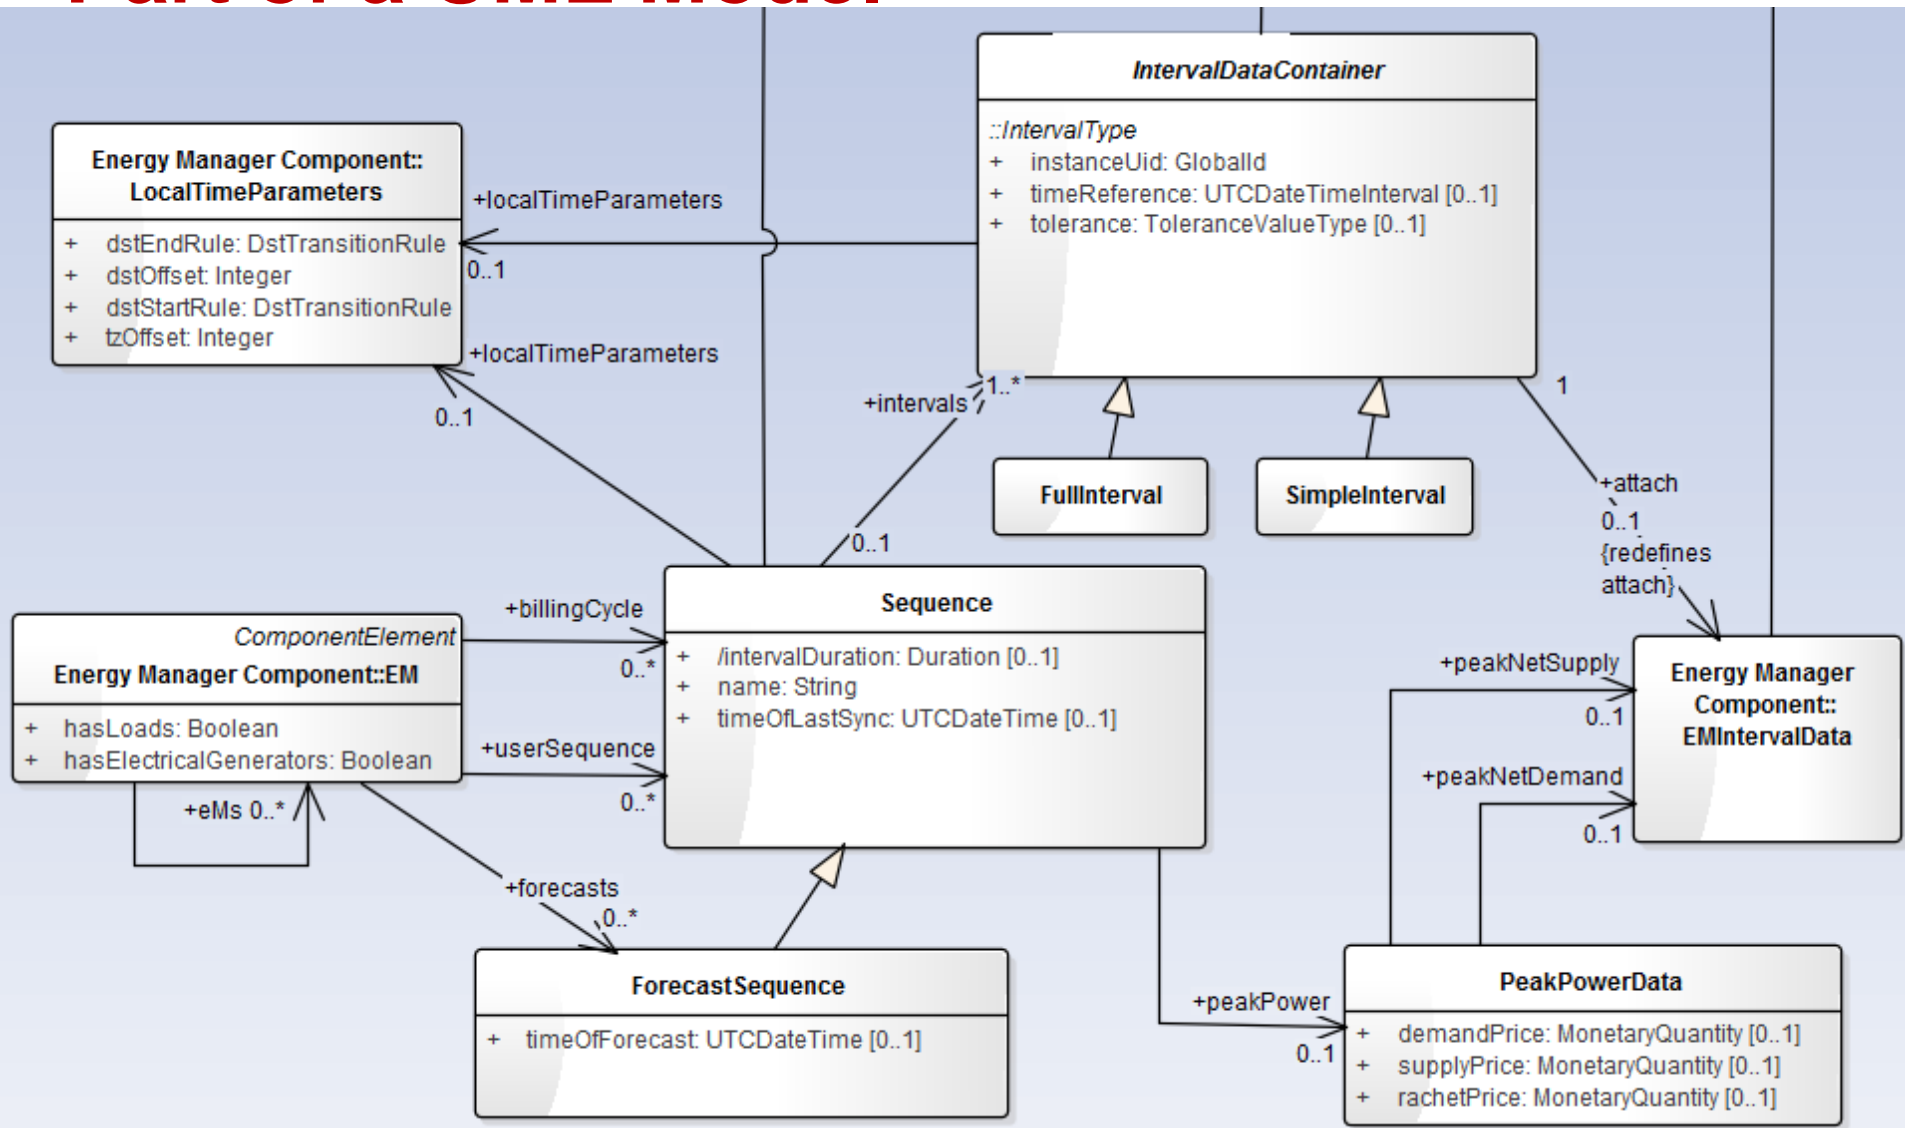 Part of a UML Model
IntervalDataContainer
::IntervalType
+ instanceUid: GlobalId
+ timeReference: UTCDateTimeInterval [0..1]
+ tolerance: ToleranceValueType [0..1]
Energy Manager Component::
LocalTimeParameters
+ dstEndRule: DstTransitionRule
+ dstOffset: Integer
+ dstStartRule: DstTransitionRule
+ tzOffset: Integer
+localTimeParameters
0..1
+localTimeParameters
0..1
+intervals
1..*
0..1
1
FullInterval
SimpleInterval
+attach
0..1
{redefines
attach}
ComponentElement
Energy Manager Component::EM
+ hasLoads: Boolean
+ hasElectricalGenerators: Boolean
+eMs 0..*
+billingCycle
0..*
+userSequence
0..*
Sequence
+ /intervalDuration: Duration [0..1]
+ name: String
+ timeOfLastSync: UTCDateTime [0..1]
+peakNetSupply
0..1
+peakNetDemand
0..1
Energy Manager
Component::
EMIntervalData
+forecasts
0..*
ForecastSequence
+ timeOfForecast: UTCDateTime [0..1]
+peakPower
0..1
PeakPowerData
+ demandPrice: MonetaryQuantity [0..1]
+ supplyPrice: MonetaryQuantity [0..1]
+ rachetPrice: MonetaryQuantity [0..1]